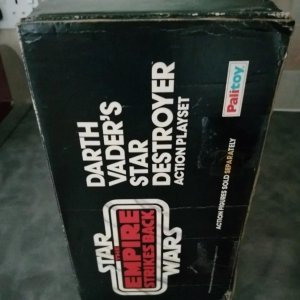 DARTH
VADER'S
STAR
DESTROYER
ACTION PLAYSET
Palitoy
ACTION FIGURES SOLD SEPARATELY
STAR
THE
EMPIRE
STRIKES BACK
WARS